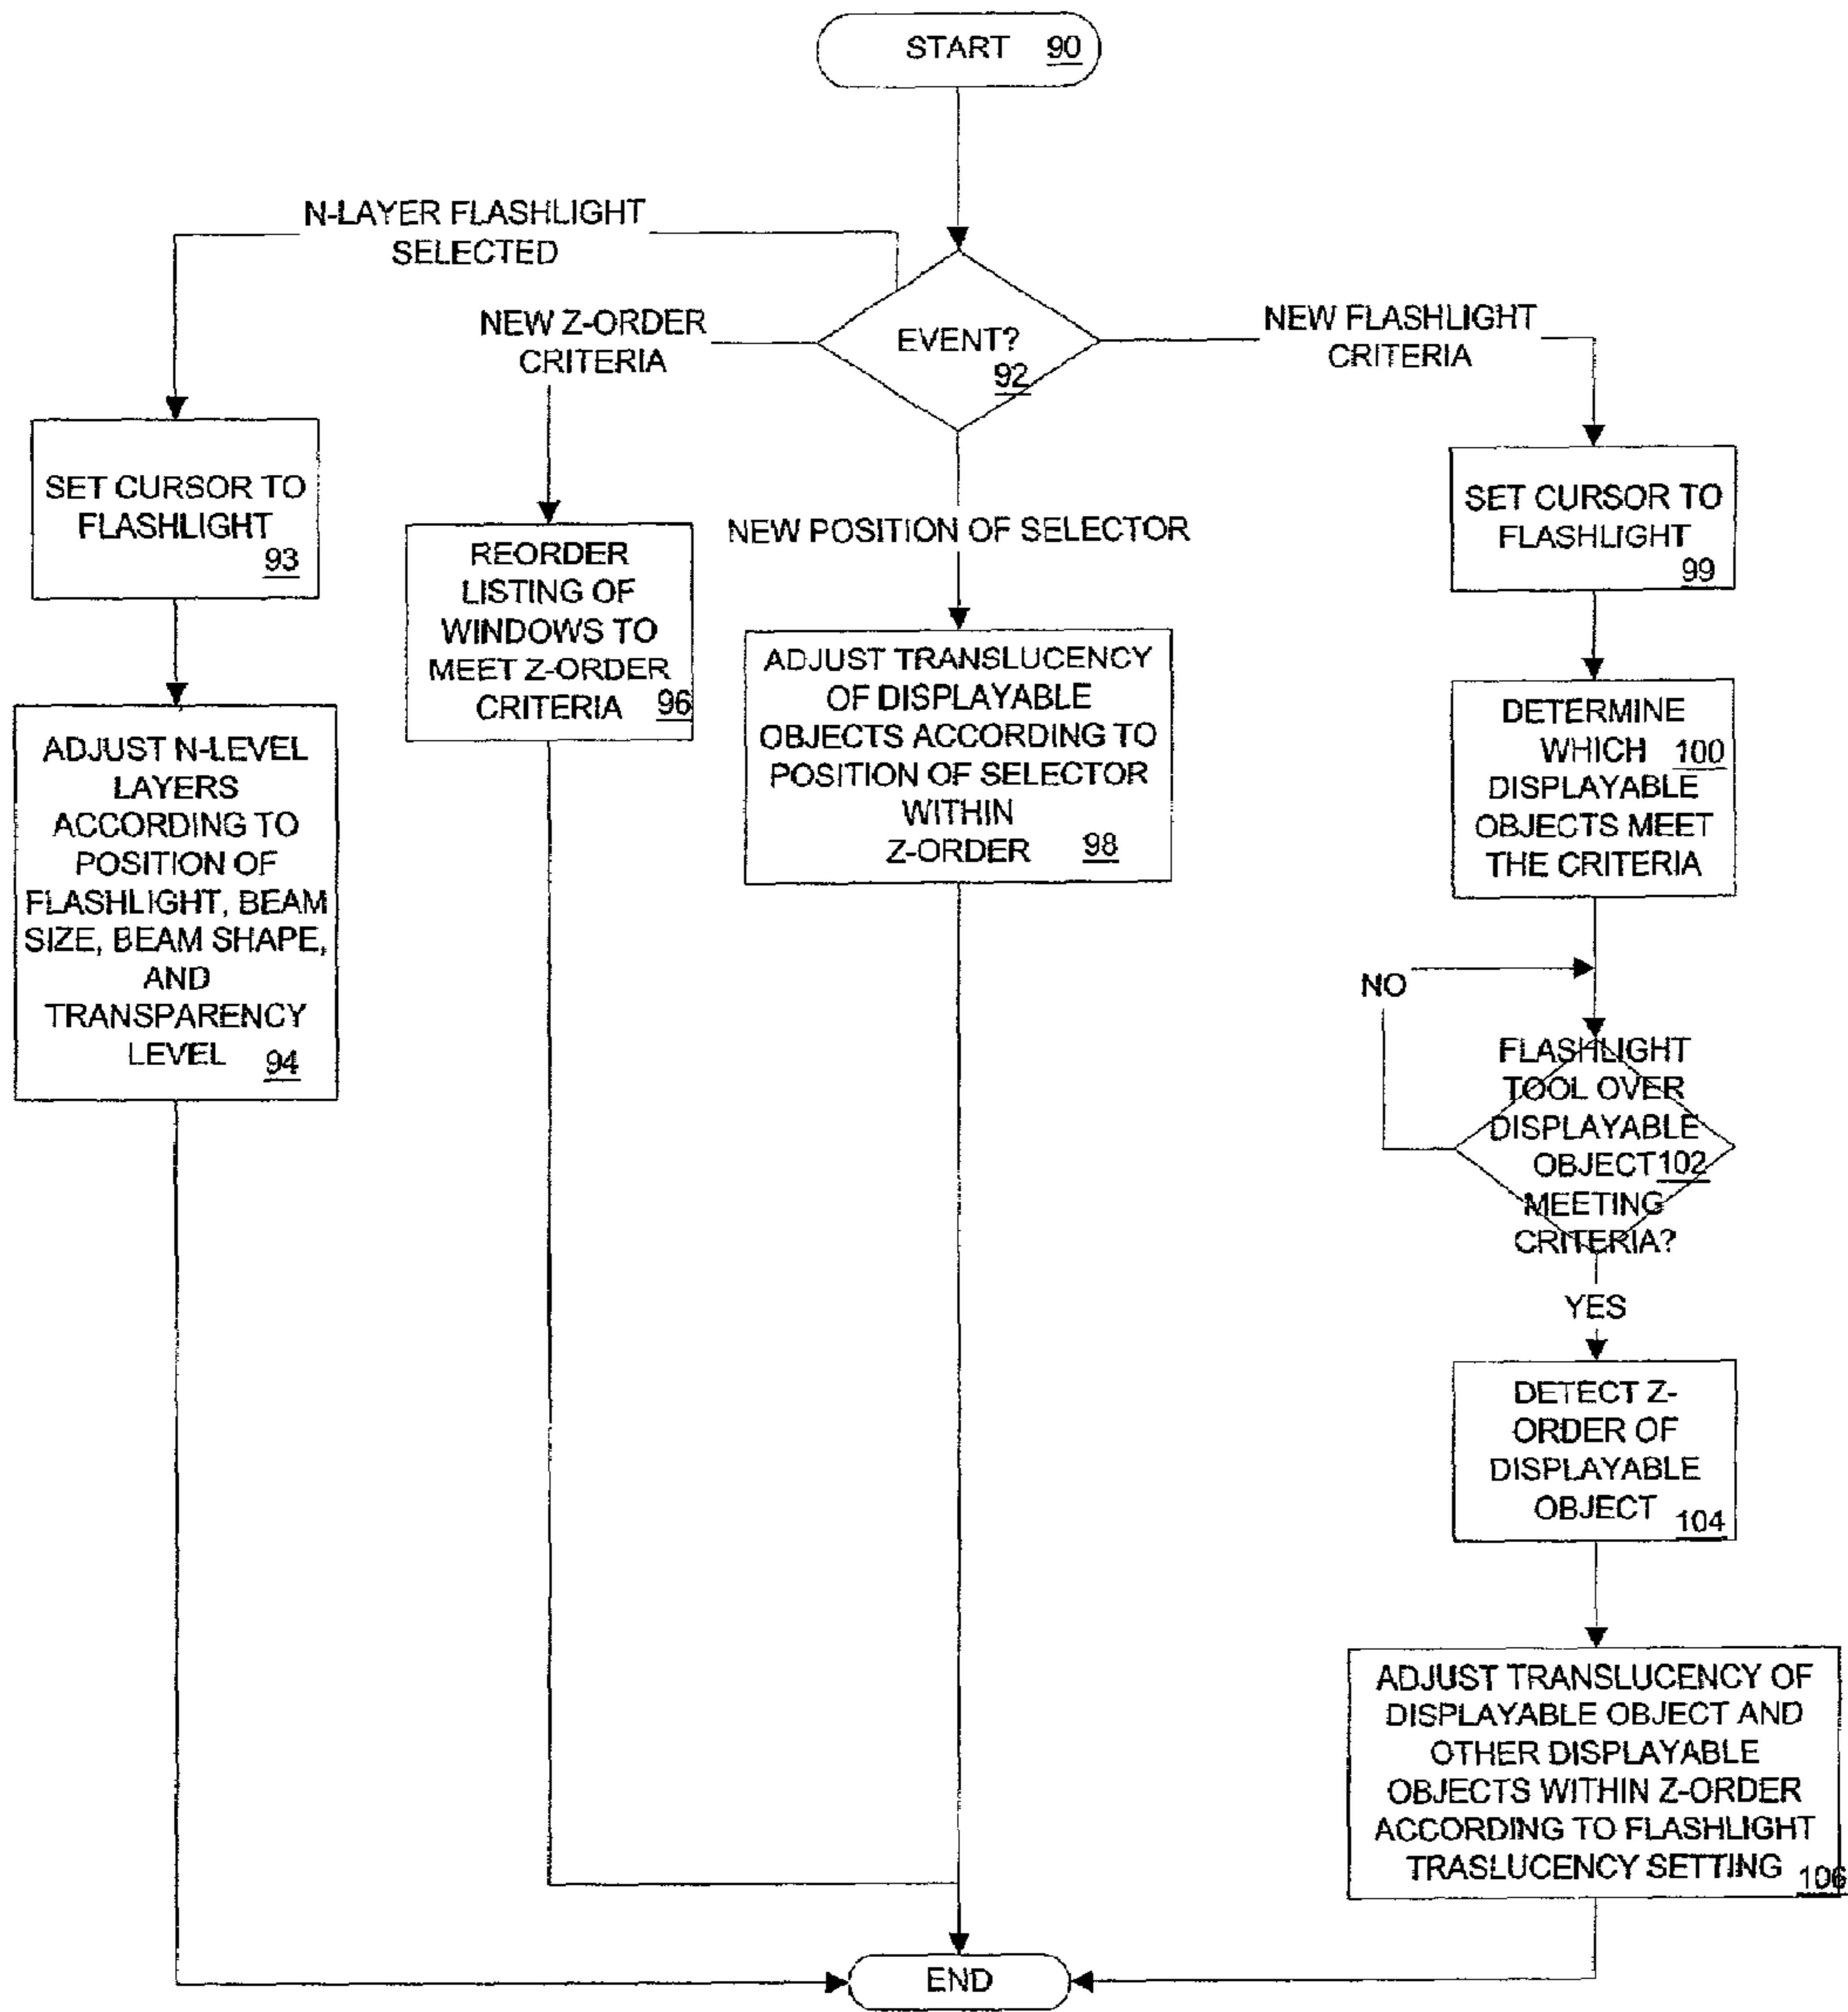 START 90
N-LAYER FLASHLIGHT
SELECTED
NEW Z-ORDER
CRITERIA
EVENT?
92
NEW FLASHLIGHT
CRITERIA
SET CURSOR TO
FLASHLIGHT
93
ADJUST N-LEVEL
LAYERS
ACCORDING TO
POSITION OF
FLASHLIGHT, BEAM
SIZE, BEAM SHAPE,
AND
TRANSPARENCY
LEVEL 94
REORDER
LISTING OF
WINDOWS TO
MEET Z-ORDER
CRITERIA 96
NEW POSITION OF SELECTOR
ADJUST TRANSLUCENCY
OF DISPLAYABLE
OBJECTS ACCORDING TO
POSITION OF SELECTOR
WITHIN
Z-ORDER 98
SET CURSOR TO
FLASHLIGHT
99
DETERMINE
WHICH 100
DISPLAYABLE
OBJECTS MEET
THE CRITERIA
NO
FLASHLIGHT
TOOL OVER
DISPLAYABLE
OBJECT 102
MEETING
CRITERIA?
YES
DETECT Z-
ORDER OF
DISPLAYABLE
OBJECT 104
ADJUST TRANSLUCENCY OF
DISPLAYABLE OBJECT AND
OTHER DISPLAYABLE
OBJECTS WITHIN Z-ORDER
ACCORDING TO FLASHLIGHT
TRASLUCENCY SETTING 106
END